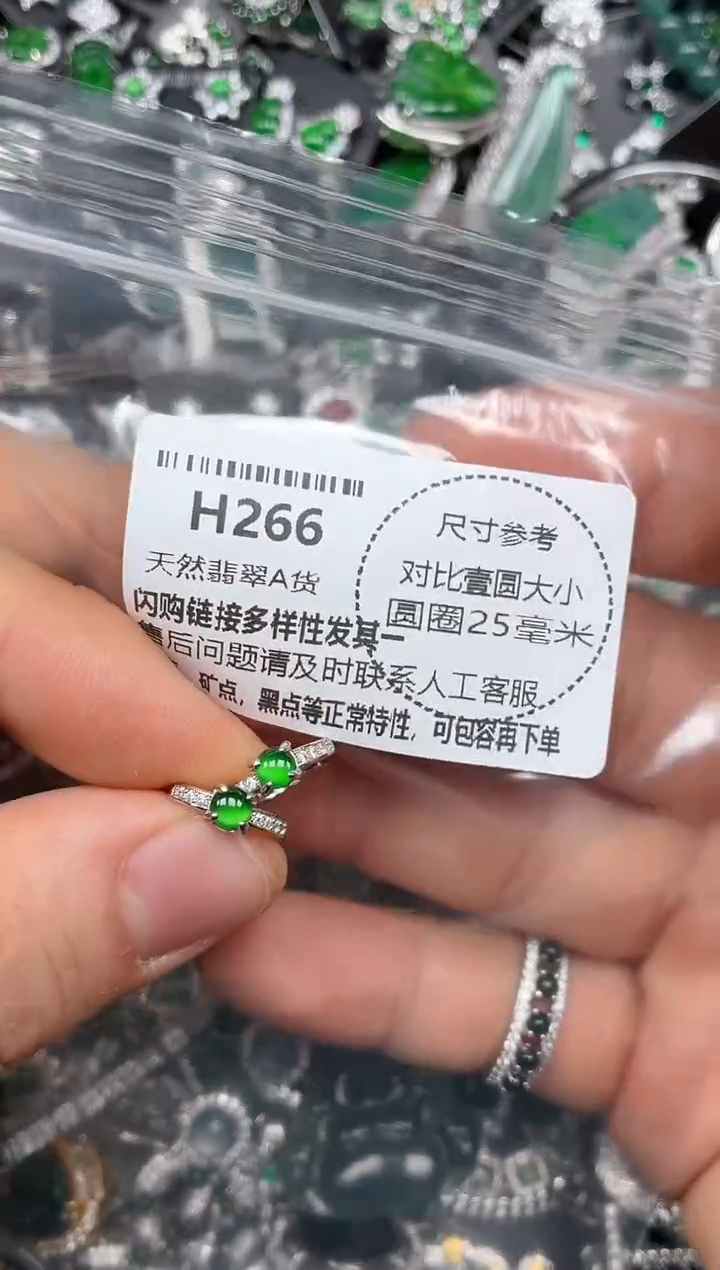 H266
天然翡翠A货
尺寸参考
对比壹圆大小
圆圈25毫米
闪购链接多样性发其一
售后问题请及时联系人工客服
矿点，黑点等正常特性，可包容再下单